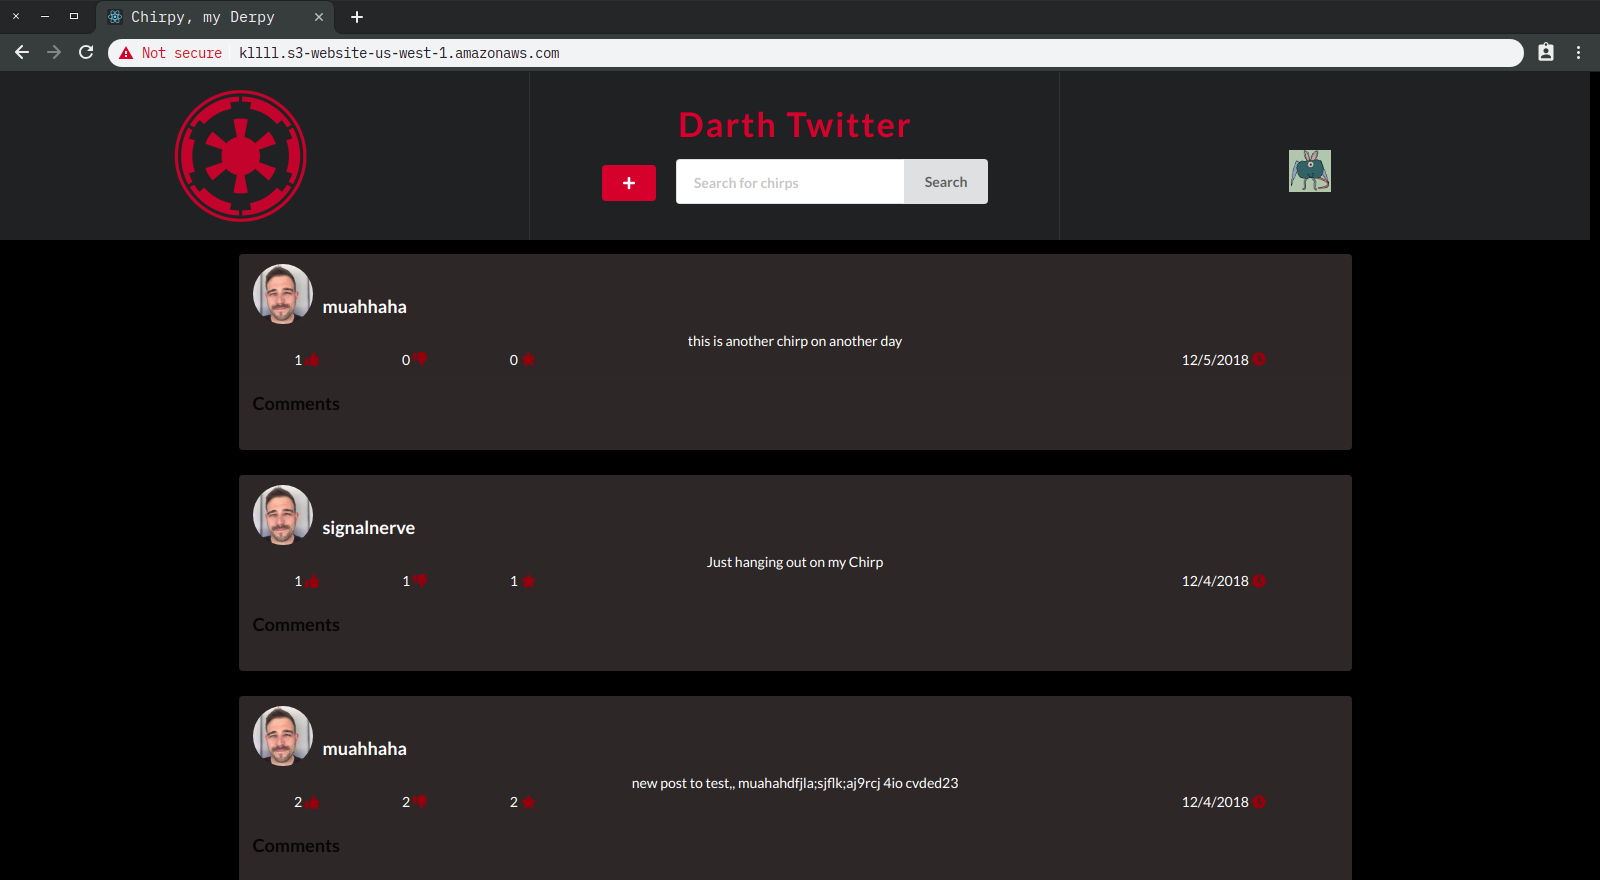 Chirpy, my Derpy
Not secure kllll.s3-website-us-west-1.amazonaws.com
Darth Twitter
+ Search for chirps Search
muahhaha
this is another chirp on another day
1 0 0 12/5/2018
Comments
signalnerve
Just hanging out on my Chirp
1 1 1 12/4/2018
Comments
muahhaha
new post to test,, muahahdfjla;sjflk;aj9rcj 4io cvded23
2 2 2 12/4/2018
Comments